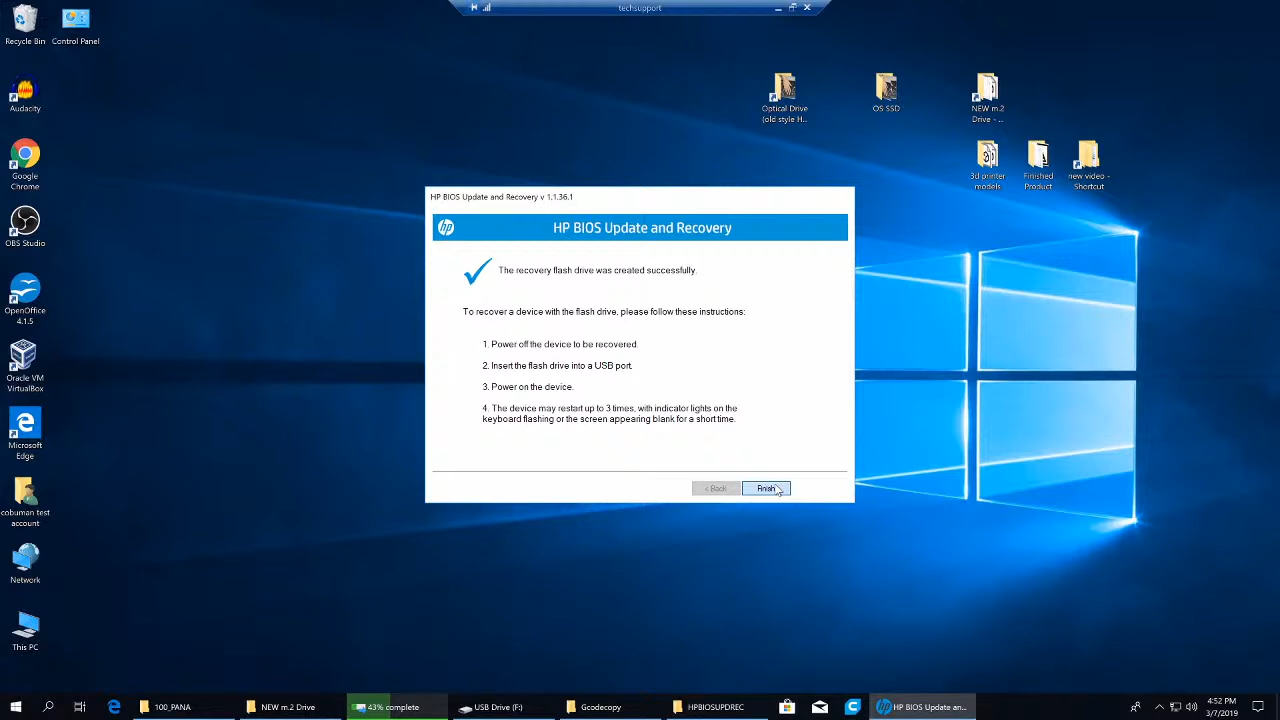 techsupport
Recycle Bin
Control Panel
Audacity
Google
Chrome
OBS Studio
OpenOffice
4.1.5
Oracle VM
VirtualBox
Microsoft
Edge
cobuman test
account
Network
This PC
Optical Drive
(old style H...
OS SSD
NEW m.2
Drive - ...
3d printer
models
Finished
Product
new video -
Shortcut
HP BIOS Update and Recovery v 1.1.36.1
hp
HP BIOS Update and Recovery
The recovery flash drive was created successfully.
To recover a device with the flash drive, please follow these instructions:
1. Power off the device to be recovered.
2. Insert the flash drive into a USB port.
3. Power on the device.
4. The device may restart up to 3 times, with indicator lights on the
keyboard flashing or the screen appearing blank for a short time.
< Back
Finish
100_PANA
NEW m.2 Drive
43% complete
USB Drive (F:)
Gcodecopy
HPBIOSUPDREC
HP BIOS Update an...
4:52 PM
3/7/2019